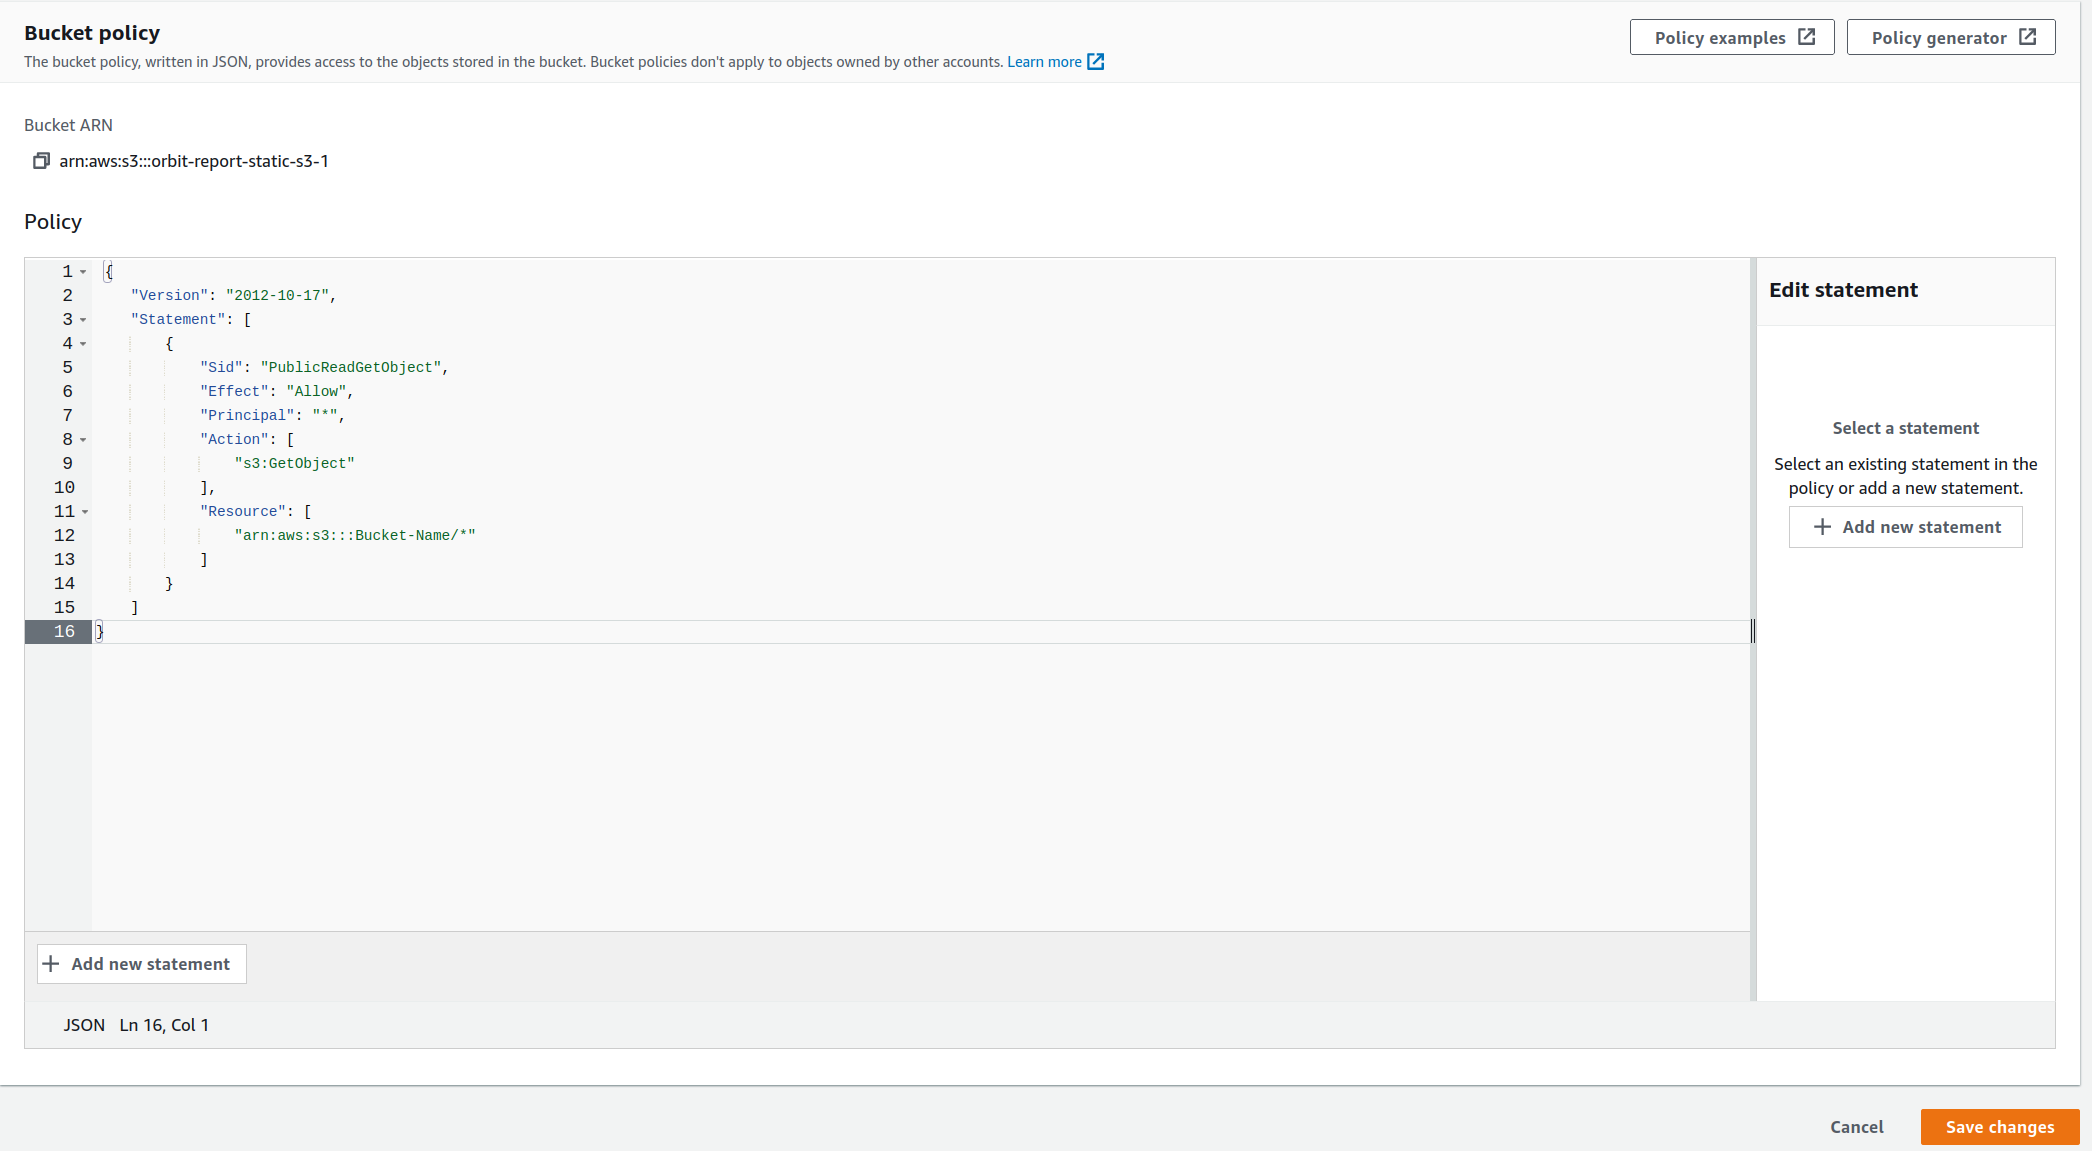 Bucket policy
Policy examples
Policy generator
The bucket policy, written in JSON, provides access to the objects stored in the bucket. Bucket policies don't apply to objects owned by other accounts. Learn more
Bucket ARN
arn:aws:s3:::orbit-report-static-s3-1
Policy
1 {
2 "Version": "2012-10-17",
3 "Statement": [
4 {
5 "Sid": "PublicReadGetObject",
6 "Effect": "Allow",
7 "Principal": "*",
8 "Action": [
9 "s3:GetObject"
10 ],
11 "Resource": [
12 "arn:aws:s3:::Bucket-Name/*"
13 ]
14 }
15 ]
16 }
Edit statement
Select a statement
Select an existing statement in the
policy or add a new statement.
Add new statement
Add new statement
JSON Ln 16, Col 1
Cancel
Save changes